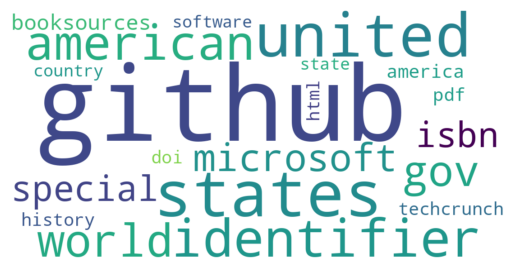 booksources software
american united
country state america
github html pdf
isbn
doi microsoft gov
special states
history techcrunch
world identifier